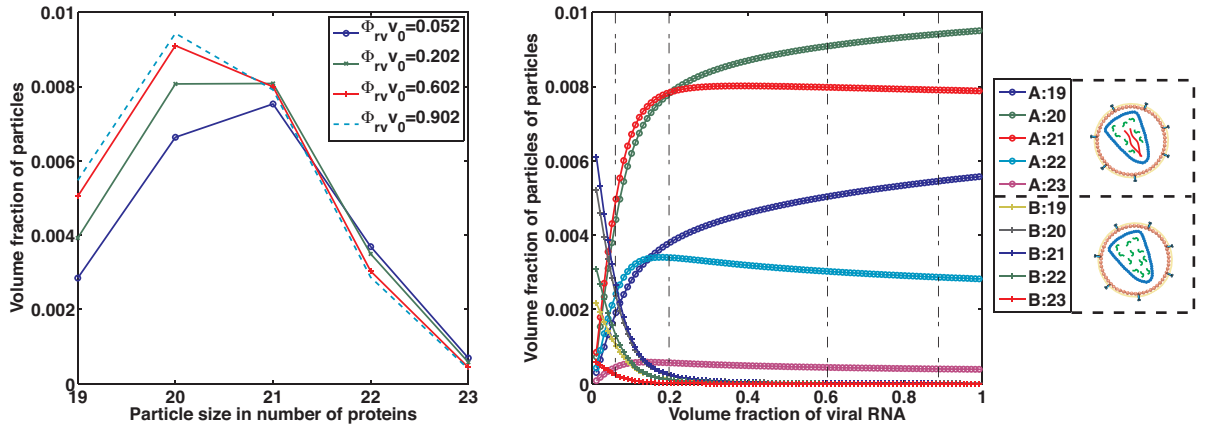 0.01
0.008
0.006
0.004
0.002
0
Volume fraction of particles
19
20
21
22
23
Particle size in number of proteins
Φrvv0=0.052
Φrvv0=0.202
Φrvv0=0.602
Φrvv0=0.902
0.01
0.008
0.006
0.004
0.002
0
Volume fraction of particles of particles
0
0.2
0.4
0.6
0.8
1
Volume fraction of viral RNA
A:19
A:20
A:21
A:22
A:23
B:19
B:20
B:21
B:22
B:23